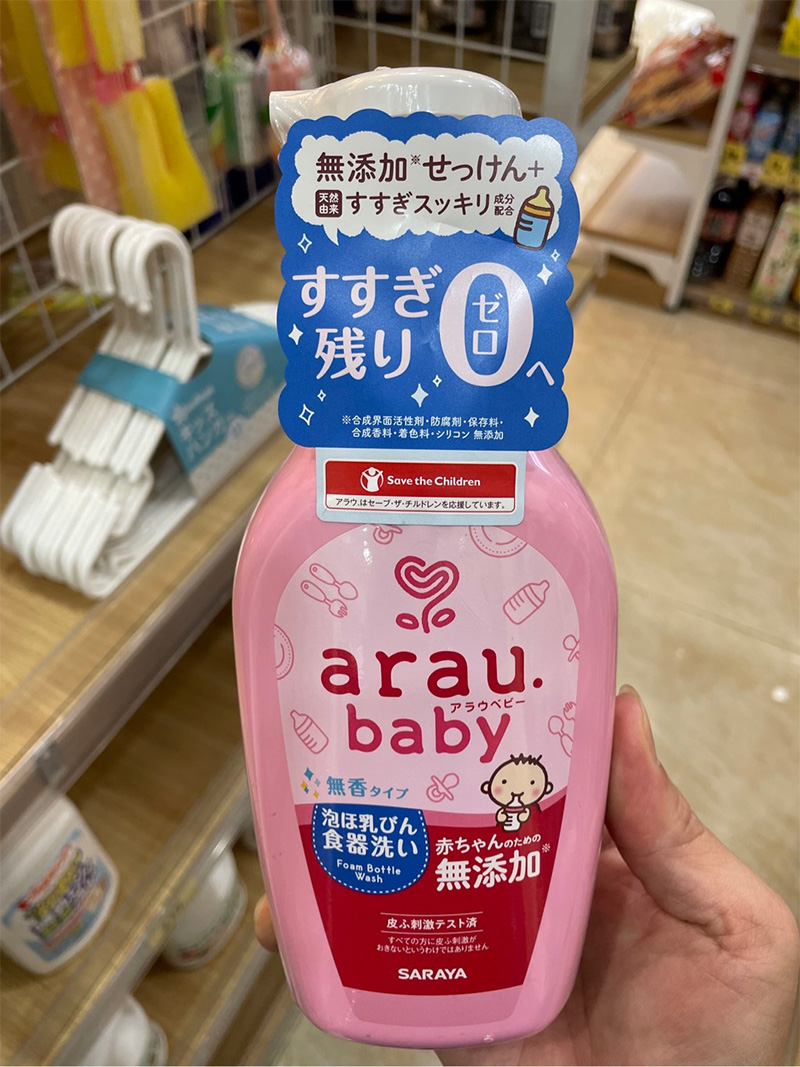 無添加※せっけん+
天然由来 すすぎスッキリ 成分配合
すすぎ
残り
0へ
ゼロ
※合成界面活性剤・防腐剤・保存料・
合成香料・着色料・シリコン 無添加
Save the Children
アラウ.はセーブ・ザ・チルドレンを応援しています。
arau.
アラウベビー
baby
無香タイプ
泡ほ乳びん
食器洗い
Foam Bottle
Wash
赤ちゃんのための
無添加※
皮ふ刺激テスト済
すべての方に皮ふ刺激が
おきないというわけではありません
SARAYA